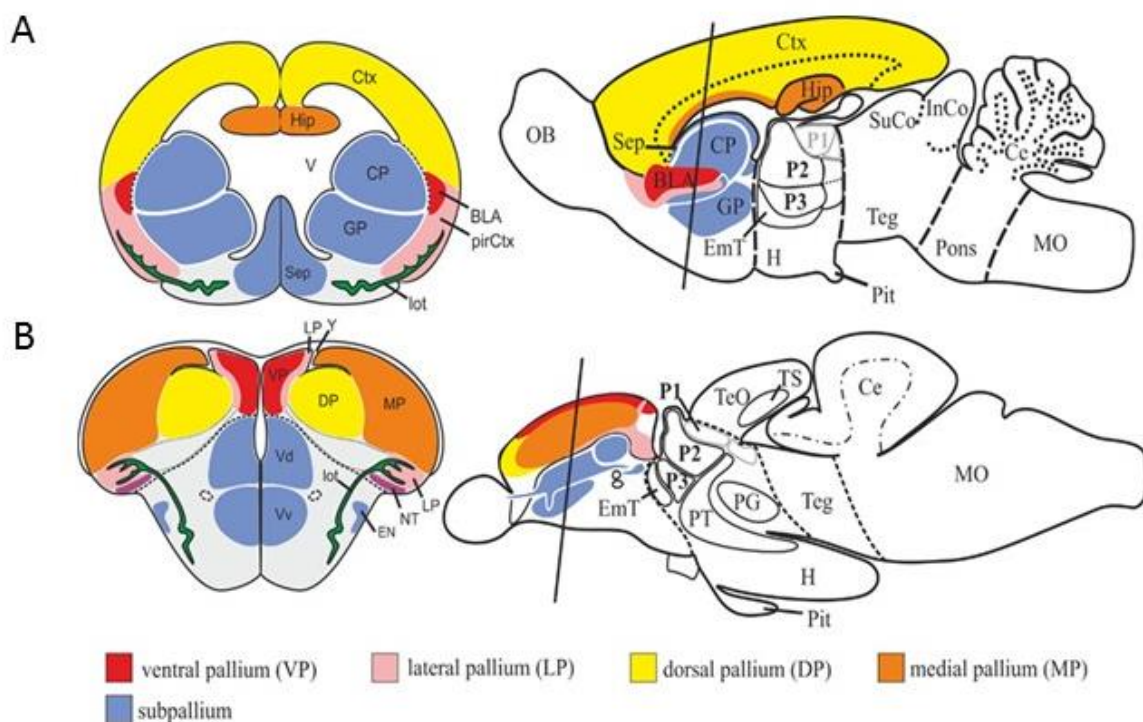 A
Ctx
Hip
V
CP
GP
Sep
BLA
pirCtx
lot
OB
Ctx
Hip
Sep
CP
BLA
GP
P1
P2
P3
EmT
H
SuCo
InCo
Ce
Teg
Pons
MO
Pit
B
LP Y
VP
DP
MP
Vd
lot
Vv
LP
NT
EN
P1
TeO
TS
Ce
P2
P3
EmT
PT
PG
Teg
MO
H
Pit
ventral pallium (VP)
lateral pallium (LP)
dorsal pallium (DP)
medial pallium (MP)
subpallium